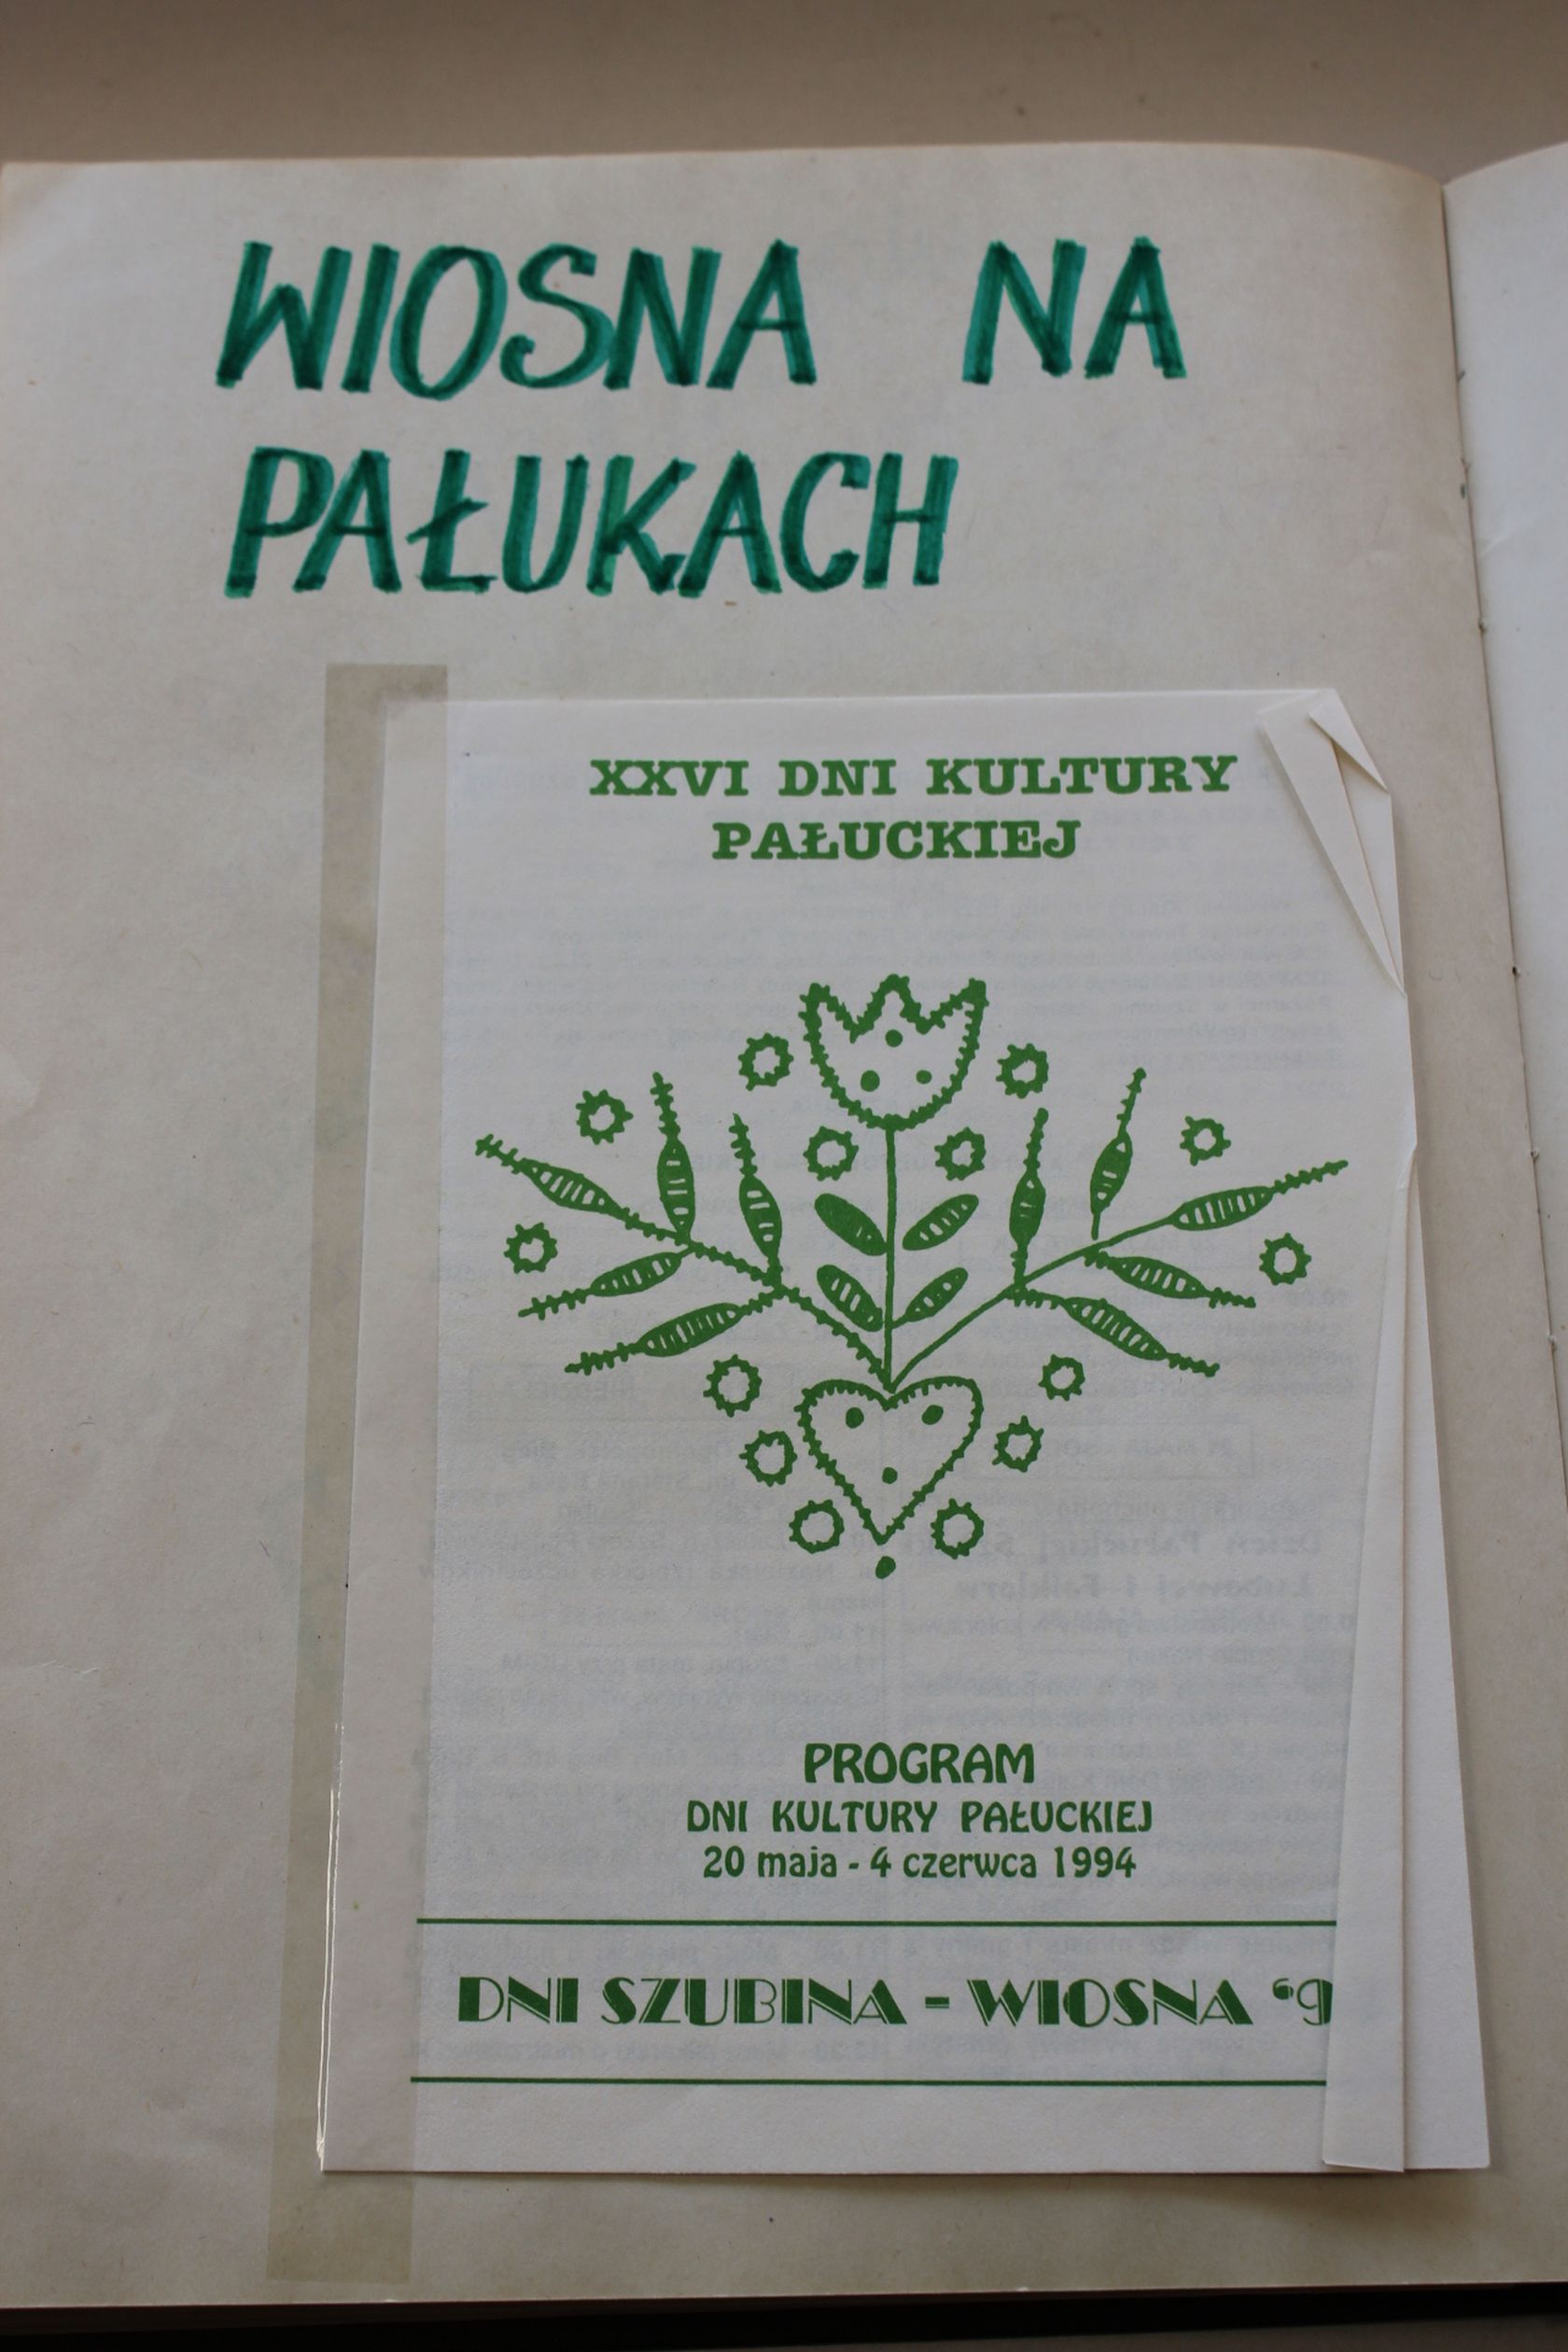 WIOSNA NA
PAŁUKACH
XXVI DNI KULTURY
PAŁUCKIEJ
PROGRAM
DNI KULTURY PAŁUCKIEJ
20 maja - 4 czerwca 1994
DNI SZUBINA - WIOSNA “9